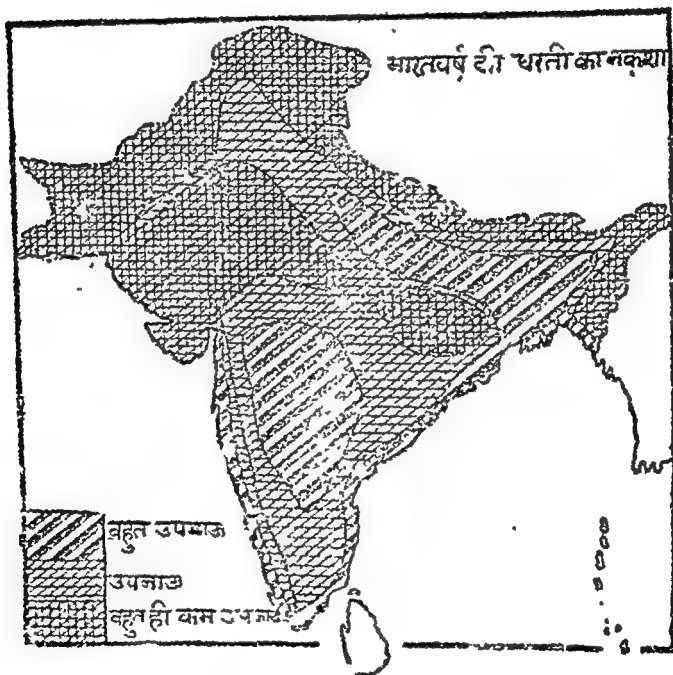 भारतवर्ष की धरती का नक़्शा
बहुत उपजाऊ
उपजाऊ
बहुत ही कम उपजाऊ